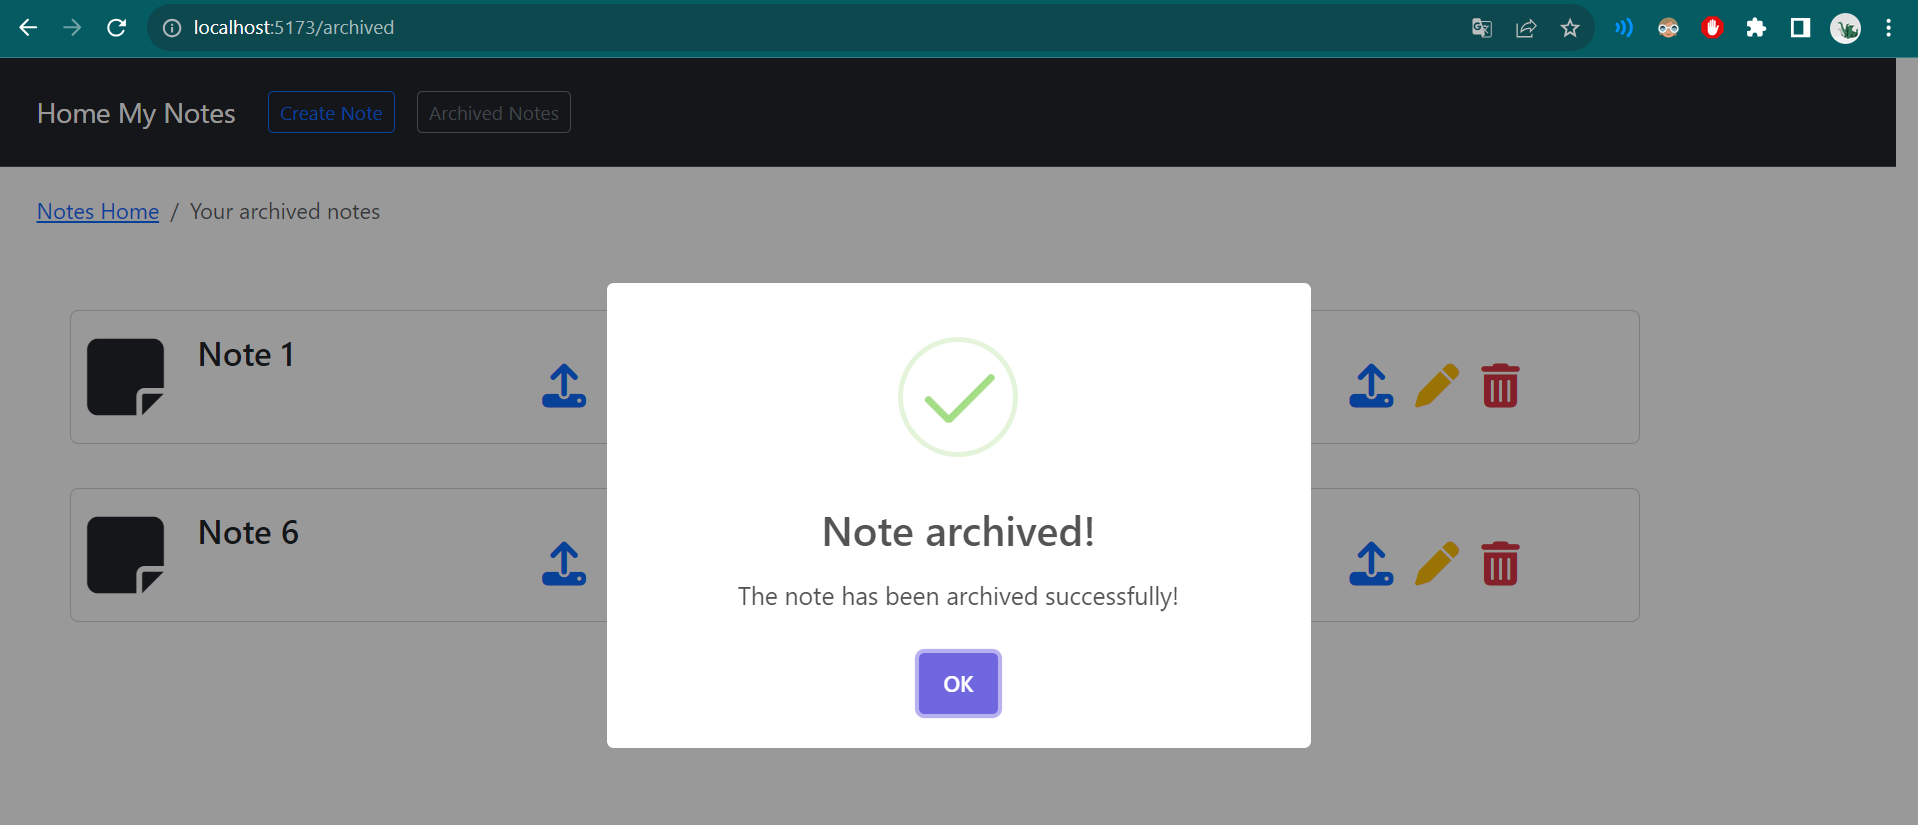 localhost:5173/archived
Home My Notes Create Note Archived Notes
Notes Home / Your archived notes
Note 1
Note 6
Note archived!
The note has been archived successfully!
OK